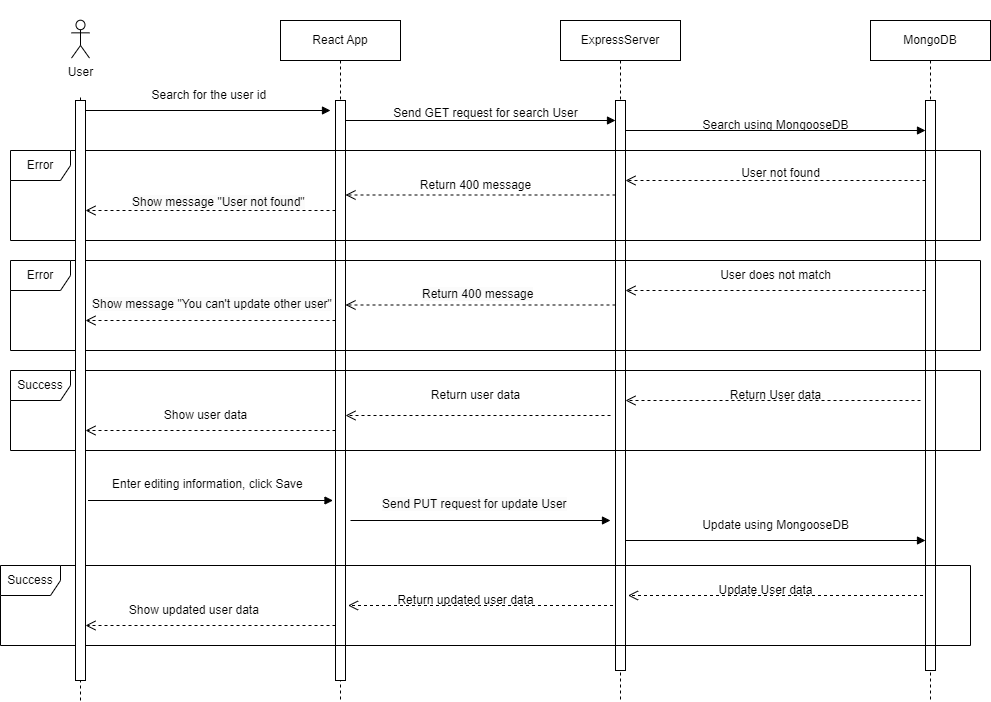 React App
ExpressServer
MongoDB
User
Search for the user id
Send GET request for search User
Search using MongooseDB
Error
User not found
Return 400 message
Show message "User not found"
Error
User does not match
Return 400 message
Show message "You can't update other user"
Success
Return User data
Return user data
Show user data
Enter editing information, click Save
Send PUT request for update User
Update using MongooseDB
Success
Update User data
Return updated user data
Show updated user data